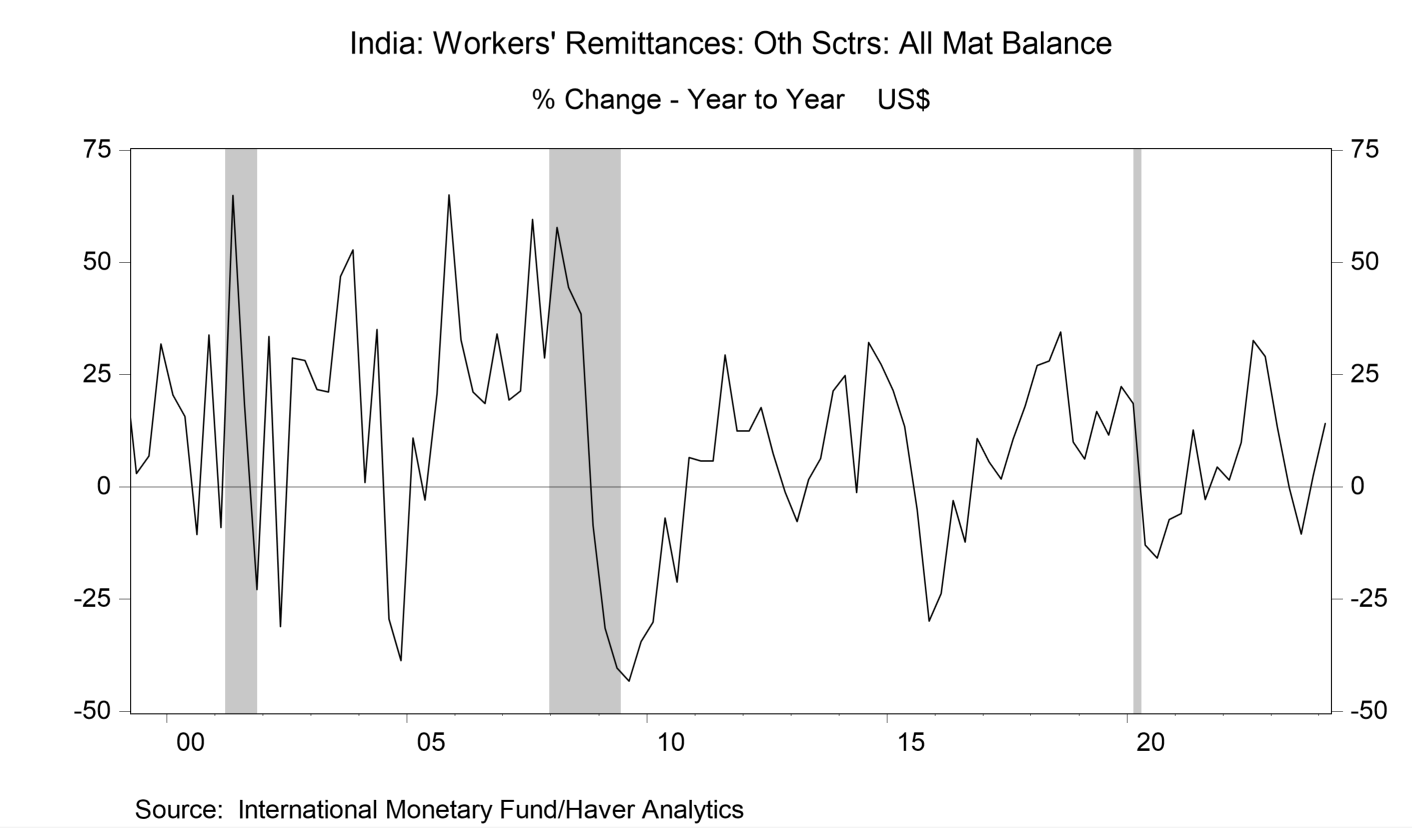 India: Workers' Remittances: Oth Sctrs: All Mat Balance
% Change - Year to Year US$
75 75
50 50
25 25
0 0
-25 -25
-50 -50
00 05 10 15 20
Source: International Monetary Fund/Haver Analytics